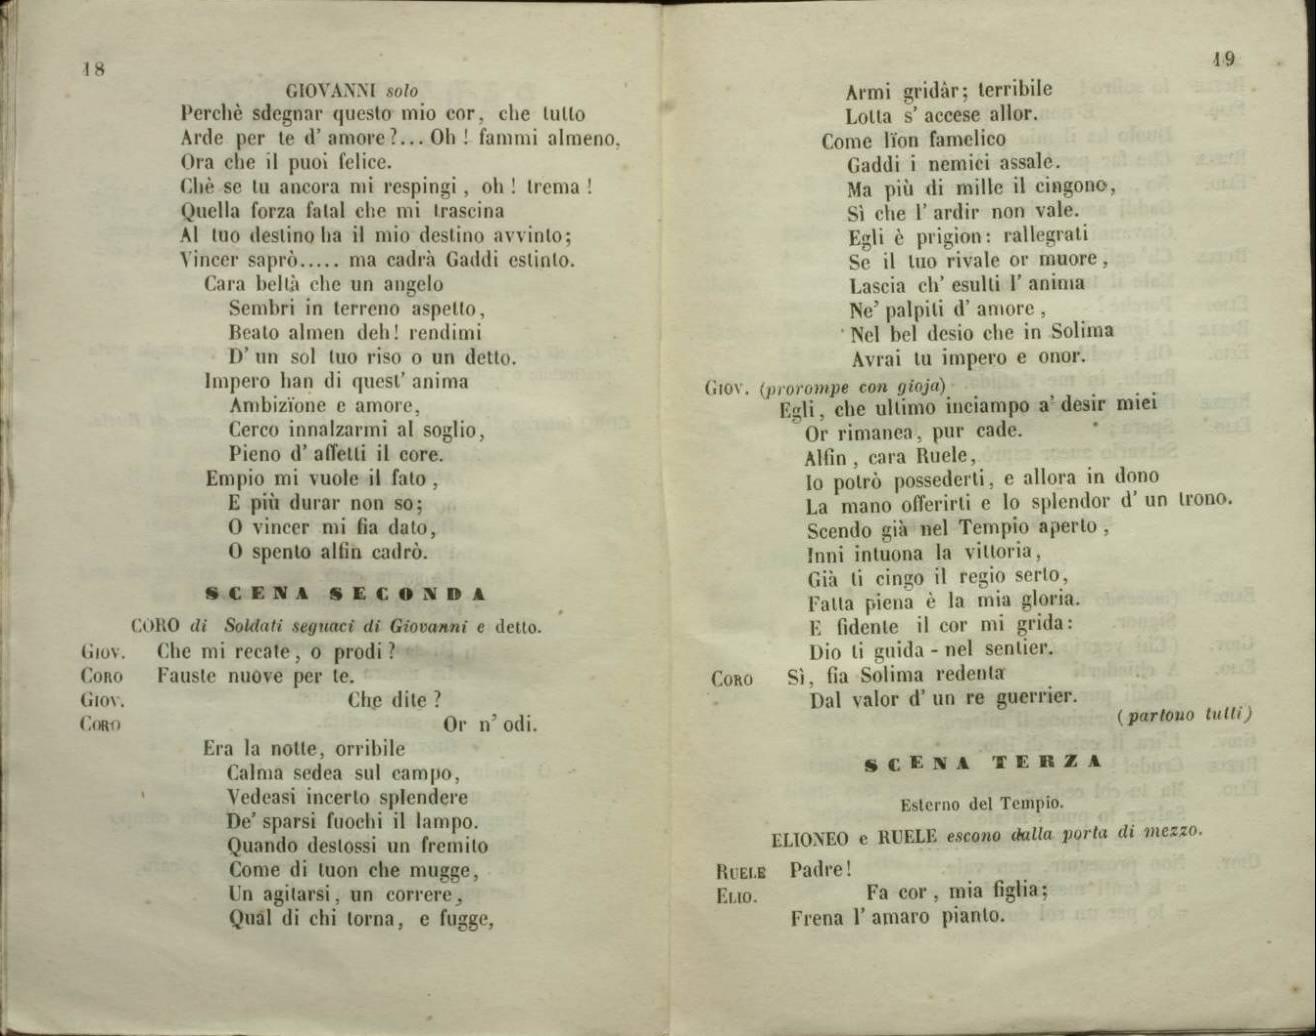 18
GIOVANNI solo
Perchè sdegnar questo mio cor, che tutto
Arde per te d' amore?... Oh! fammi almeno,
Ora che il puoi felice.
Chè se tu ancora mi respingi, oh! trema!
Quella forza fatal che mi trascina
Al tuo destino ha il mio destino avvinto;
Vincer saprò..... ma cadrà Gaddi estinto.
Cara beltà che un angelo
Sembri in terreno aspetto,
Beato almen deh! rendimi
D' un sol tuo riso o un detto.
Impero han di quest' anima
Ambizïone e amore,
Cerco innalzarmi al soglio,
Pieno d' affetti il core.
Empio mi vuole il fato,
E più durar non so;
O vincer mi fia dato,
O spento alfin cadrò.
SCENA SECONDA
CORO di Soldati seguaci di Giovanni e detto.
GIOV. Che mi recate, o prodi?
CORO Fauste nuove per te.
GIOV. Che dite?
CORO Or n' odi.
Era la notte, orribile
Calma sedea sul campo,
Vedeasi incerto splendere
De' sparsi fuochi il lampo.
Quando destossi un fremito
Come di tuon che mugge,
Un agitarsi, un correre,
Qual di chi torna, e fugge,
19
Armi gridàr; terribile
Lotta s' accese allor.
Come lïon famelico
Gaddi i nemici assale.
Ma più di mille il cingono,
Sì che l' ardir non vale.
Egli è prigion: rallegrati
Se il tuo rivale or muore,
Lascia ch' esulti l' anima
Ne' palpiti d' amore,
Nel bel desio che in Solima
Avrai tu impero e onor.
GIOV. (prorompe con gioja)
Egli, che ultimo inciampo a' desir miei
Or rimanea, pur cade.
Alfin, cara Ruele,
Io potrò possederti, e allora in dono
La mano offerirti e lo splendor d' un trono.
Scendo già nel Tempio aperto,
Inni intuona la vittoria,
Già ti cingo il regio serto,
Fatta piena è la mia gloria.
E fidente il cor mi grida:
Dio ti guida - nel sentier.
CORO Sì, fia Solima redenta
Dal valor d' un re guerrier.
(partono tutti)
SCENA TERZA
Esterno del Tempio.
ELIONEO e RUELE escono dalla porta di mezzo.
RUELE Padre!
ELIO. Fa cor, mia figlia;
Frena l' amaro pianto.